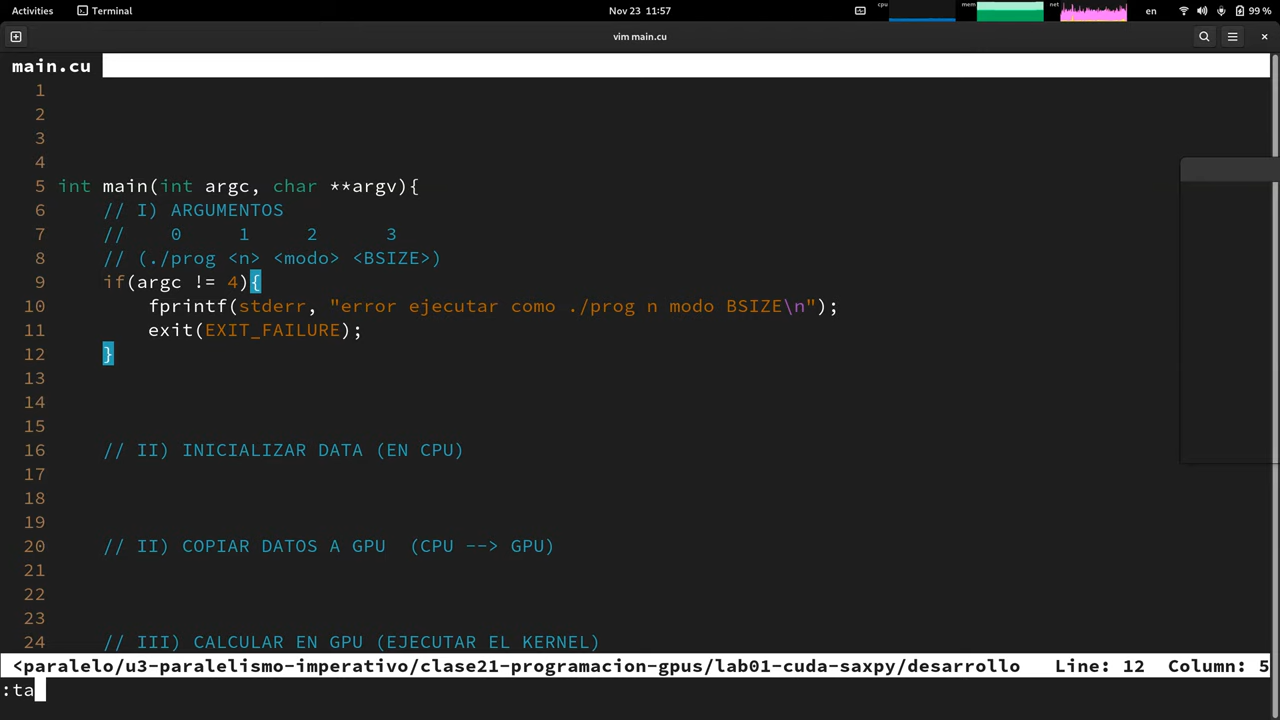 Activities Terminal Nov 23 11:57 cpu mem net en 99 %
vim main.cu
main.cu
1
2
3
4
5 int main(int argc, char **argv){
6 // I) ARGUMENTOS
7 // 0 1 2 3
8 // (./prog <n> <modo> <BSIZE>)
9 if(argc != 4){
10 fprintf(stderr, "error ejecutar como ./prog n modo BSIZE\n");
11 exit(EXIT_FAILURE);
12 }
13
14
15
16 // II) INICIALIZAR DATA (EN CPU)
17
18
19
20 // II) COPIAR DATOS A GPU (CPU --> GPU)
21
22
23
24 // III) CALCULAR EN GPU (EJECUTAR EL KERNEL)
<paralelo/u3-paralelismo-imperativo/clase21-programacion-gpus/lab01-cuda-saxpy/desarrollo Line: 12 Column: 5
:ta